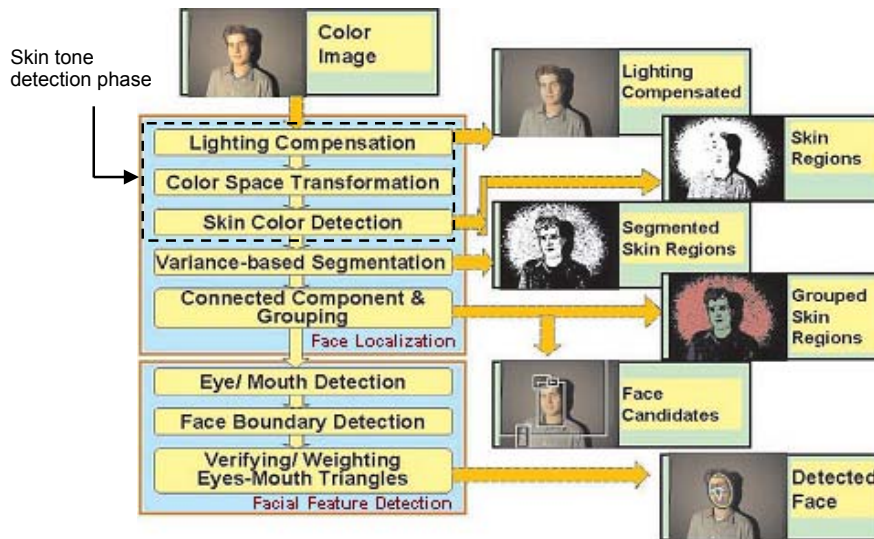 Skin tone
detection phase
Color
Image
Lighting
Compensated
Skin
Regions
Lighting Compensation
Color Space Transformation
Skin Color Detection
Segmented
Skin Regions
Variance-based Segmentation
Connected Component &
Grouping
Grouped
Skin
Regions
Face Localization
Eye/ Mouth Detection
Face
Candidates
Face Boundary Detection
Verifying/ Weighting
Eyes-Mouth Triangles
Detected
Face
Facial Feature Detection